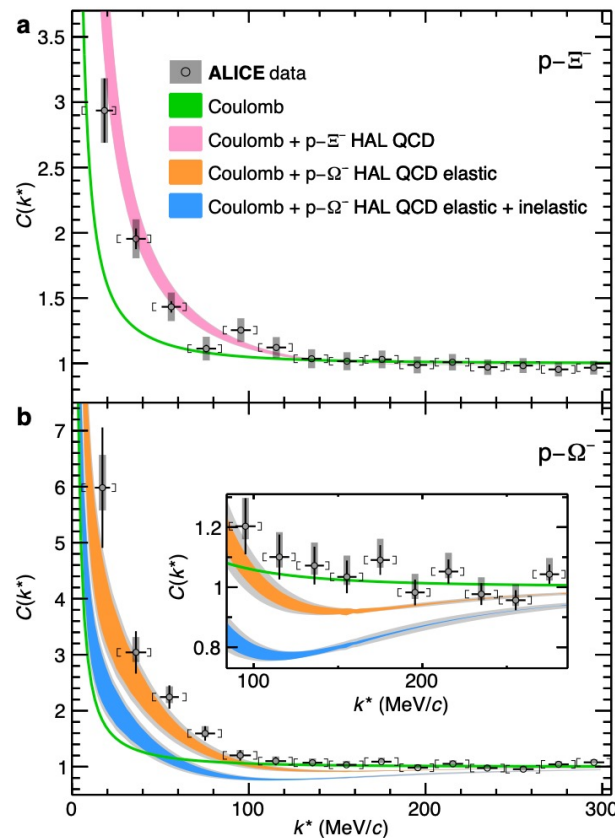 a
p–Ξ⁻
3.5
3
2.5
2
1.5
1
C(k*)
ALICE data
Coulomb
Coulomb + p–Ξ⁻ HAL QCD
Coulomb + p–Ω⁻ HAL QCD elastic
Coulomb + p–Ω⁻ HAL QCD elastic + inelastic
b
p–Ω⁻
7
6
5
4
3
2
1
C(k*)
1.2
1
0.8
C(k*)
100 200
k* (MeV/c)
0 100 200 300
k* (MeV/c)